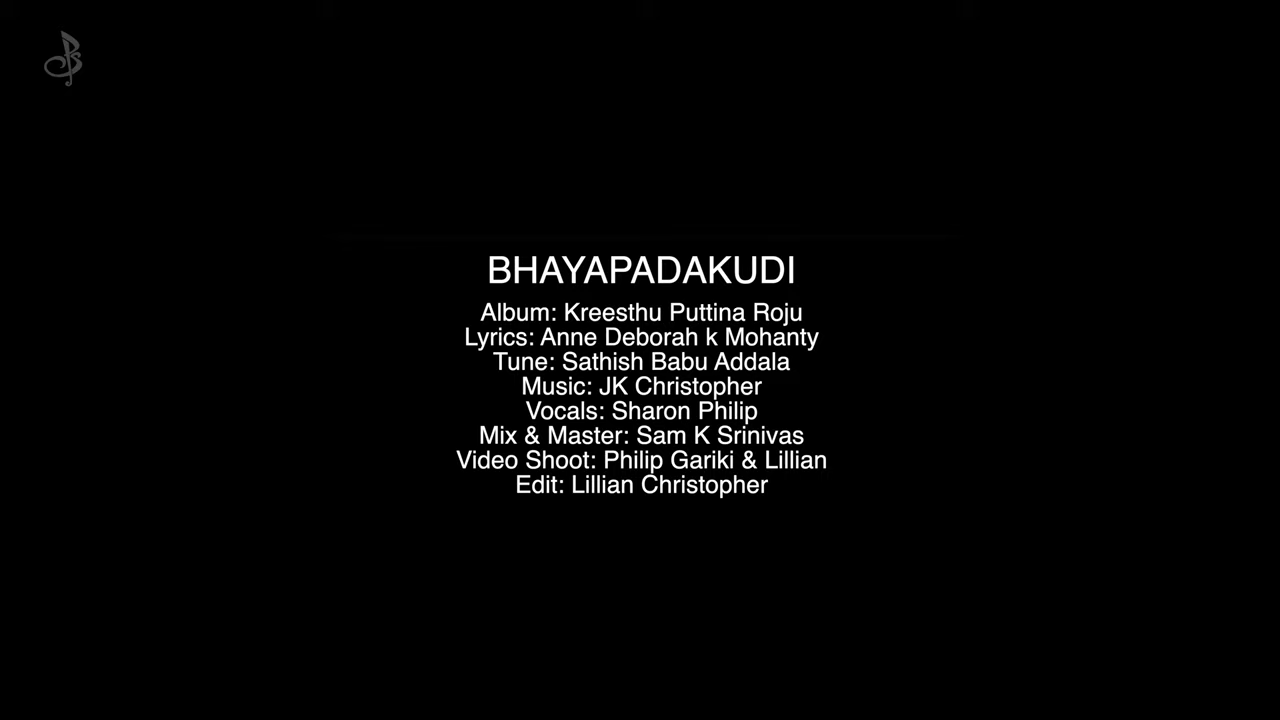 BHAYAPADAKUDI
Album: Kreesthu Puttina Roju
Lyrics: Anne Deborah k Mohanty
Tune: Sathish Babu Addala
Music: JK Christopher
Vocals: Sharon Philip
Mix & Master: Sam K Srinivas
Video Shoot: Philip Gariki & Lillian
Edit: Lillian Christopher